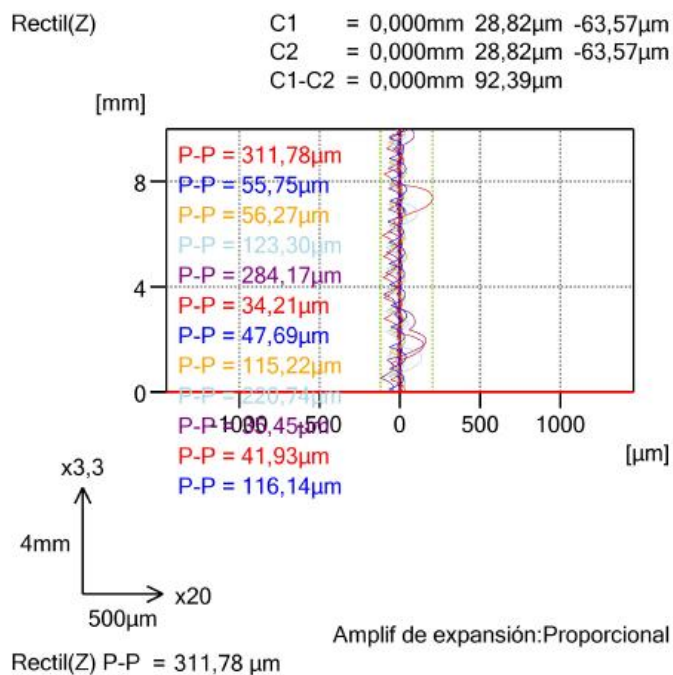 Rectil(Z)
C1 = 0,000mm 28,82µm -63,57µm
C2 = 0,000mm 28,82µm -63,57µm
C1-C2 = 0,000mm 92,39µm
[mm]
P-P = 311,78µm
8
P-P = 55,75µm
P-P = 56,27µm
P-P = 123,30µm
P-P = 284,17µm
4
P-P = 34,21µm
P-P = 47,69µm
P-P = 115,22µm
0
P-P = 220,74µm
P-P = 35,45µm
-1000 -500 0 500 1000
[µm]
P-P = 41,93µm
P-P = 116,14µm
x3,3
4mm
500µm
x20
Amplif de expansión:Proporcional
Rectil(Z) P-P = 311,78 µm